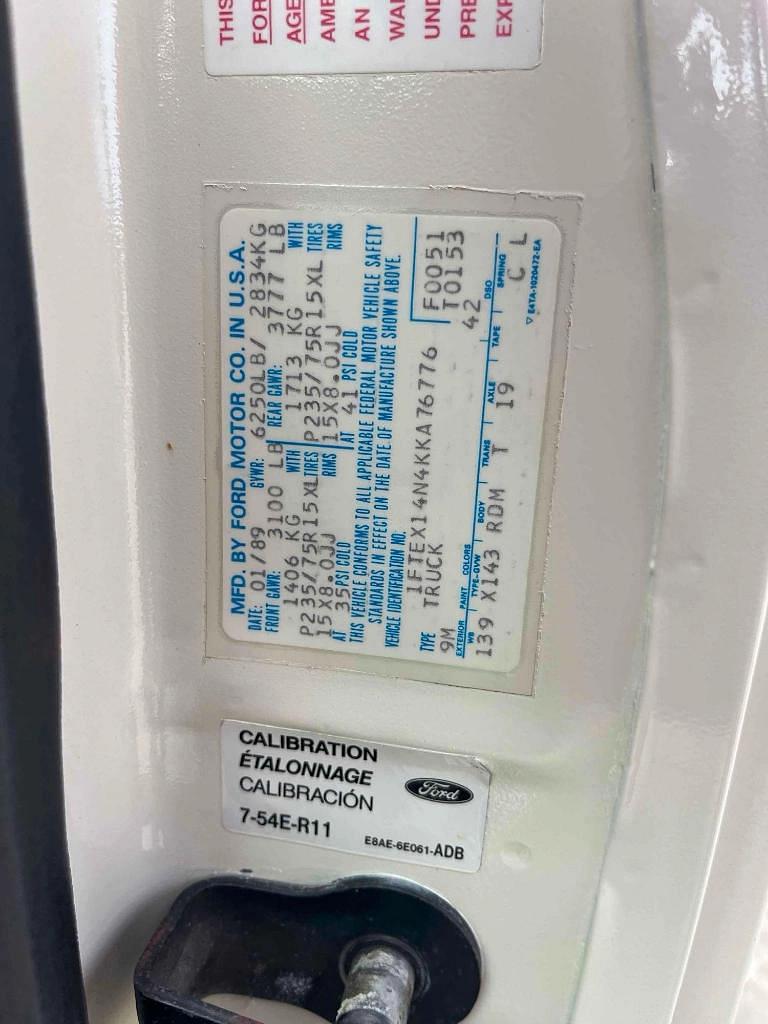 THIS
FOR
AGE
AME
AN
WAR
UND
PRE
EXP
MFD. BY FORD MOTOR CO. IN U.S.A.
DATE: 01/89 GVWR: 6250LB/ 2834KG
FRONT GAWR: 3100 LB REAR GAWR: 3777 LB
1406 KG WITH 1713 KG WITH
P235/75R15XL TIRES P235/75R15XL TIRES
15X8.0JJ RIMS 15X8.0JJ RIMS
AT 35 PSI COLD AT 41 PSI COLD
THIS VEHICLE CONFORMS TO ALL APPLICABLE FEDERAL MOTOR VEHICLE SAFETY
STANDARDS IN EFFECT ON THE DATE OF MANUFACTURE SHOWN ABOVE.
VEHICLE IDENTIFICATION NO.
1FTEX14N4KKA76776 F0051
TYPE TRUCK T0153
9M 42
EXTERIOR PAINT COLORS DSO
WB TYPE-GVW BODY TRANS AXLE TAPE SPRING
139 X143 RDM T 19 C L
▽ E4TA-1020472-EA
CALIBRATION
ÉTALONNAGE
CALIBRACIÓN
7-54E-R11
Ford
E8AE-6E061-ADB